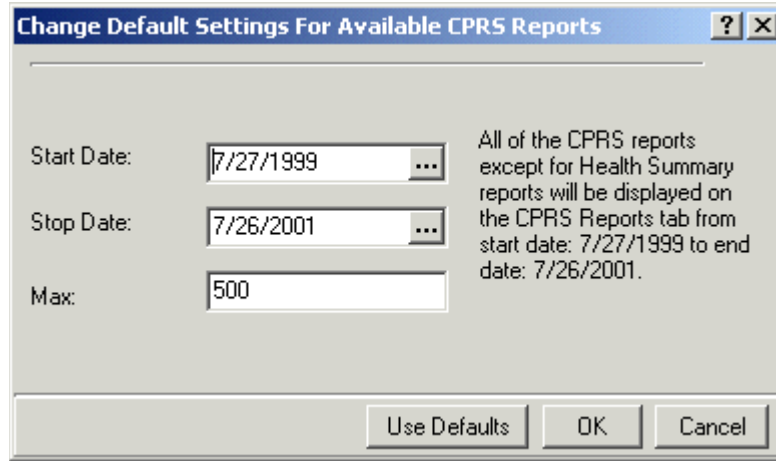 Change Default Settings For Available CPRS Reports
Start Date:
7/27/1999
...
Stop Date:
7/26/2001
...
Max:
500
All of the CPRS reports
except for Health Summary
reports will be displayed on
the CPRS Reports tab from
start date: 7/27/1999 to end
date: 7/26/2001.
Use Defaults
OK
Cancel